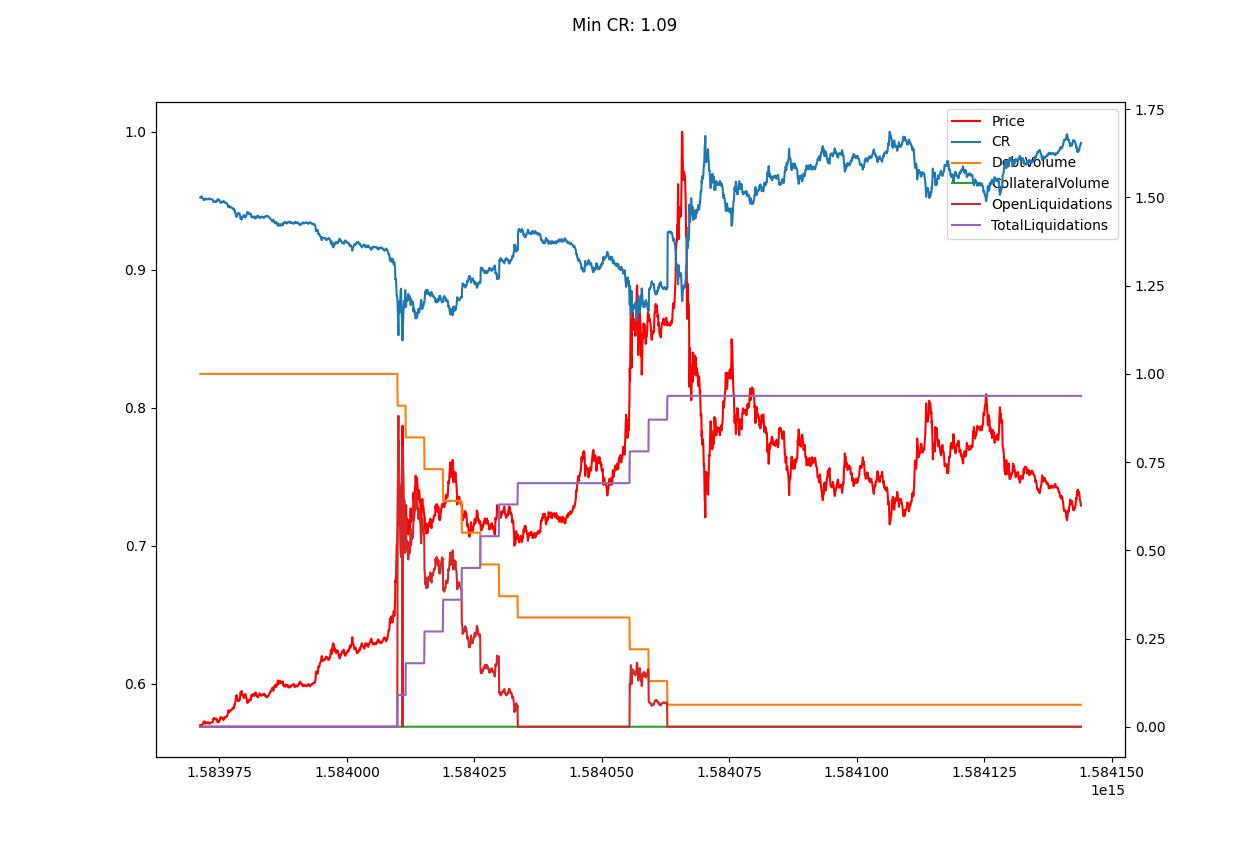 Min CR: 1.09
1.0
0.9
0.8
0.7
0.6
1.75
1.50
1.25
1.00
0.75
0.50
0.25
0.00
Price
CR
DebtVolume
CollateralVolume
OpenLiquidations
TotalLiquidations
1.583975 1.584000 1.584025 1.584050 1.584075 1.584100 1.584125 1.584150
1e15